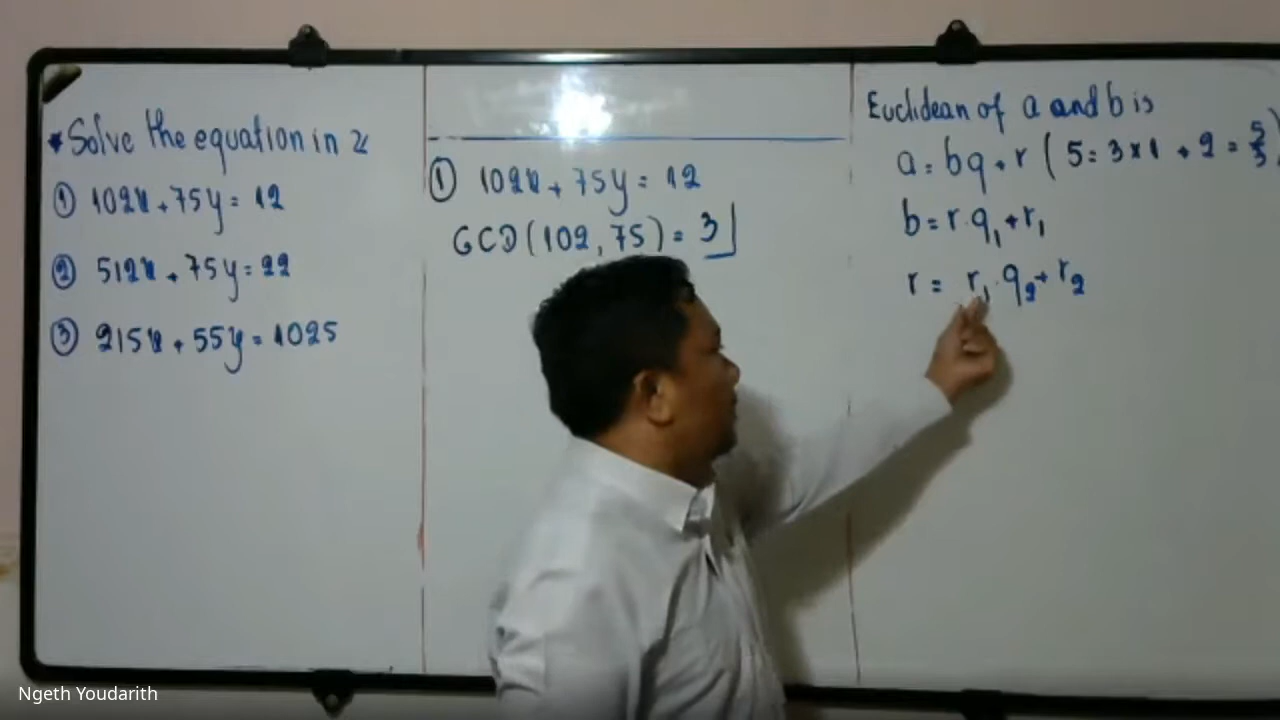 * Solve the equation in Z
① 102x + 75y = 12
② 512x + 75y = 22
③ 215x + 55y = 1025
① 102x + 75y = 12
GCD(102, 75) = 3
Euclidean of a and b is
a = bq + r ( 5 = 3 x 1 + 2 = 5/3 )
b = r.q₁ + r₁
r = r₁.q₂ + r₂
Ngeth Youdarith